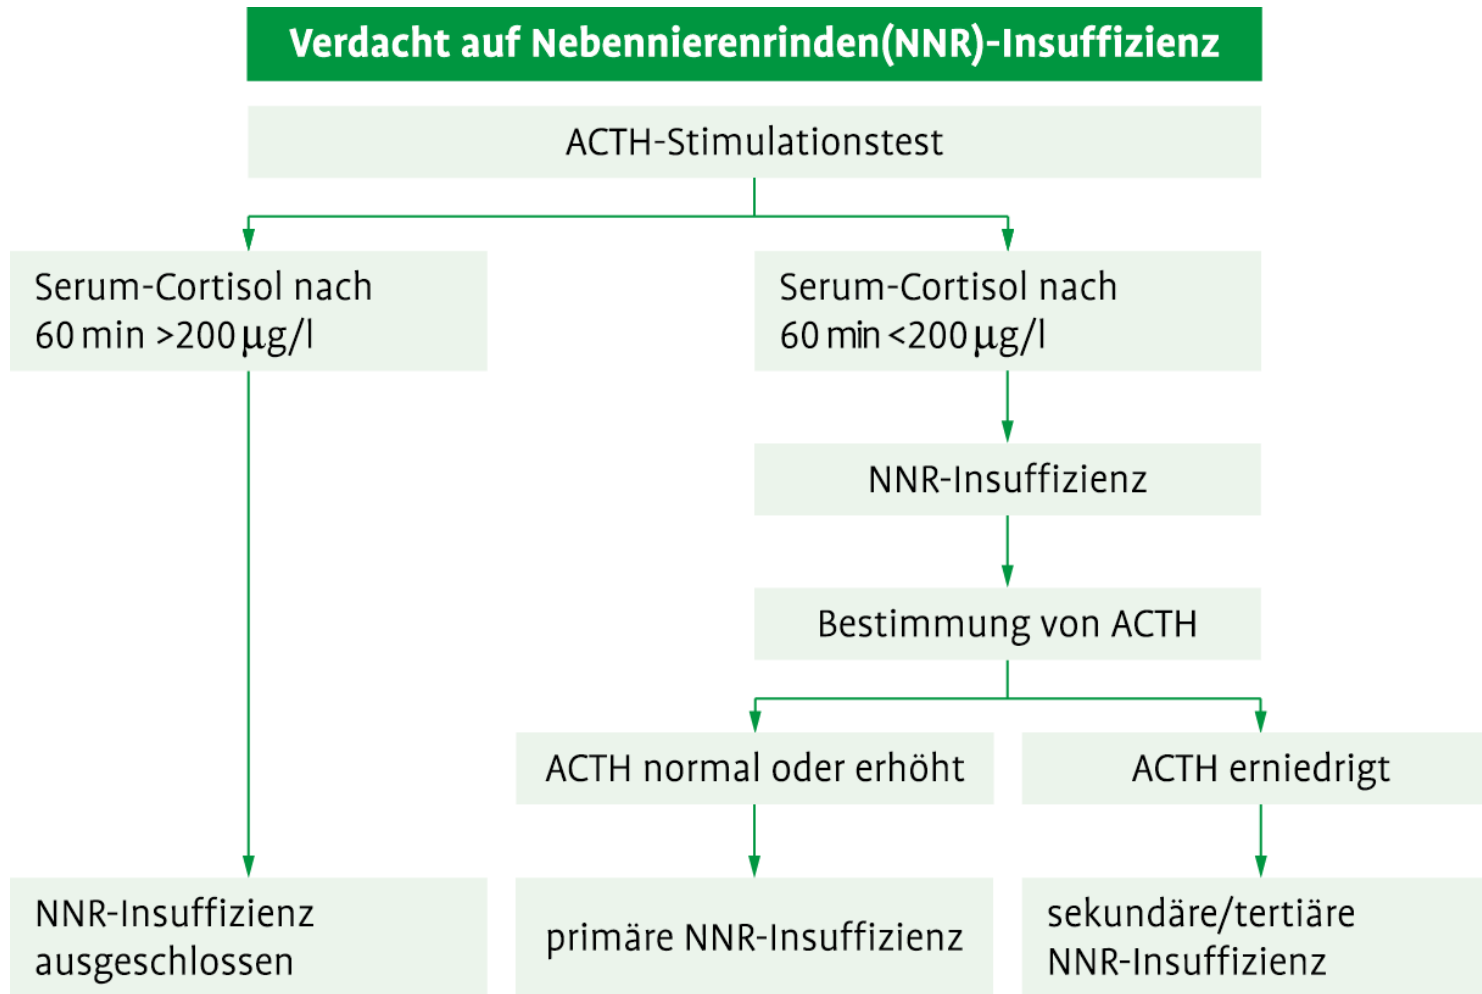 Verdacht auf Nebennierenrinden(NNR)-Insuffizienz
ACTH-Stimulationstest
Serum-Cortisol nach
60 min >200 µg/l
Serum-Cortisol nach
60 min <200 µg/l
NNR-Insuffizienz
Bestimmung von ACTH
ACTH normal oder erhöht
ACTH erniedrigt
NNR-Insuffizienz
ausgeschlossen
primäre NNR-Insuffizienz
sekundäre/tertiäre
NNR-Insuffizienz